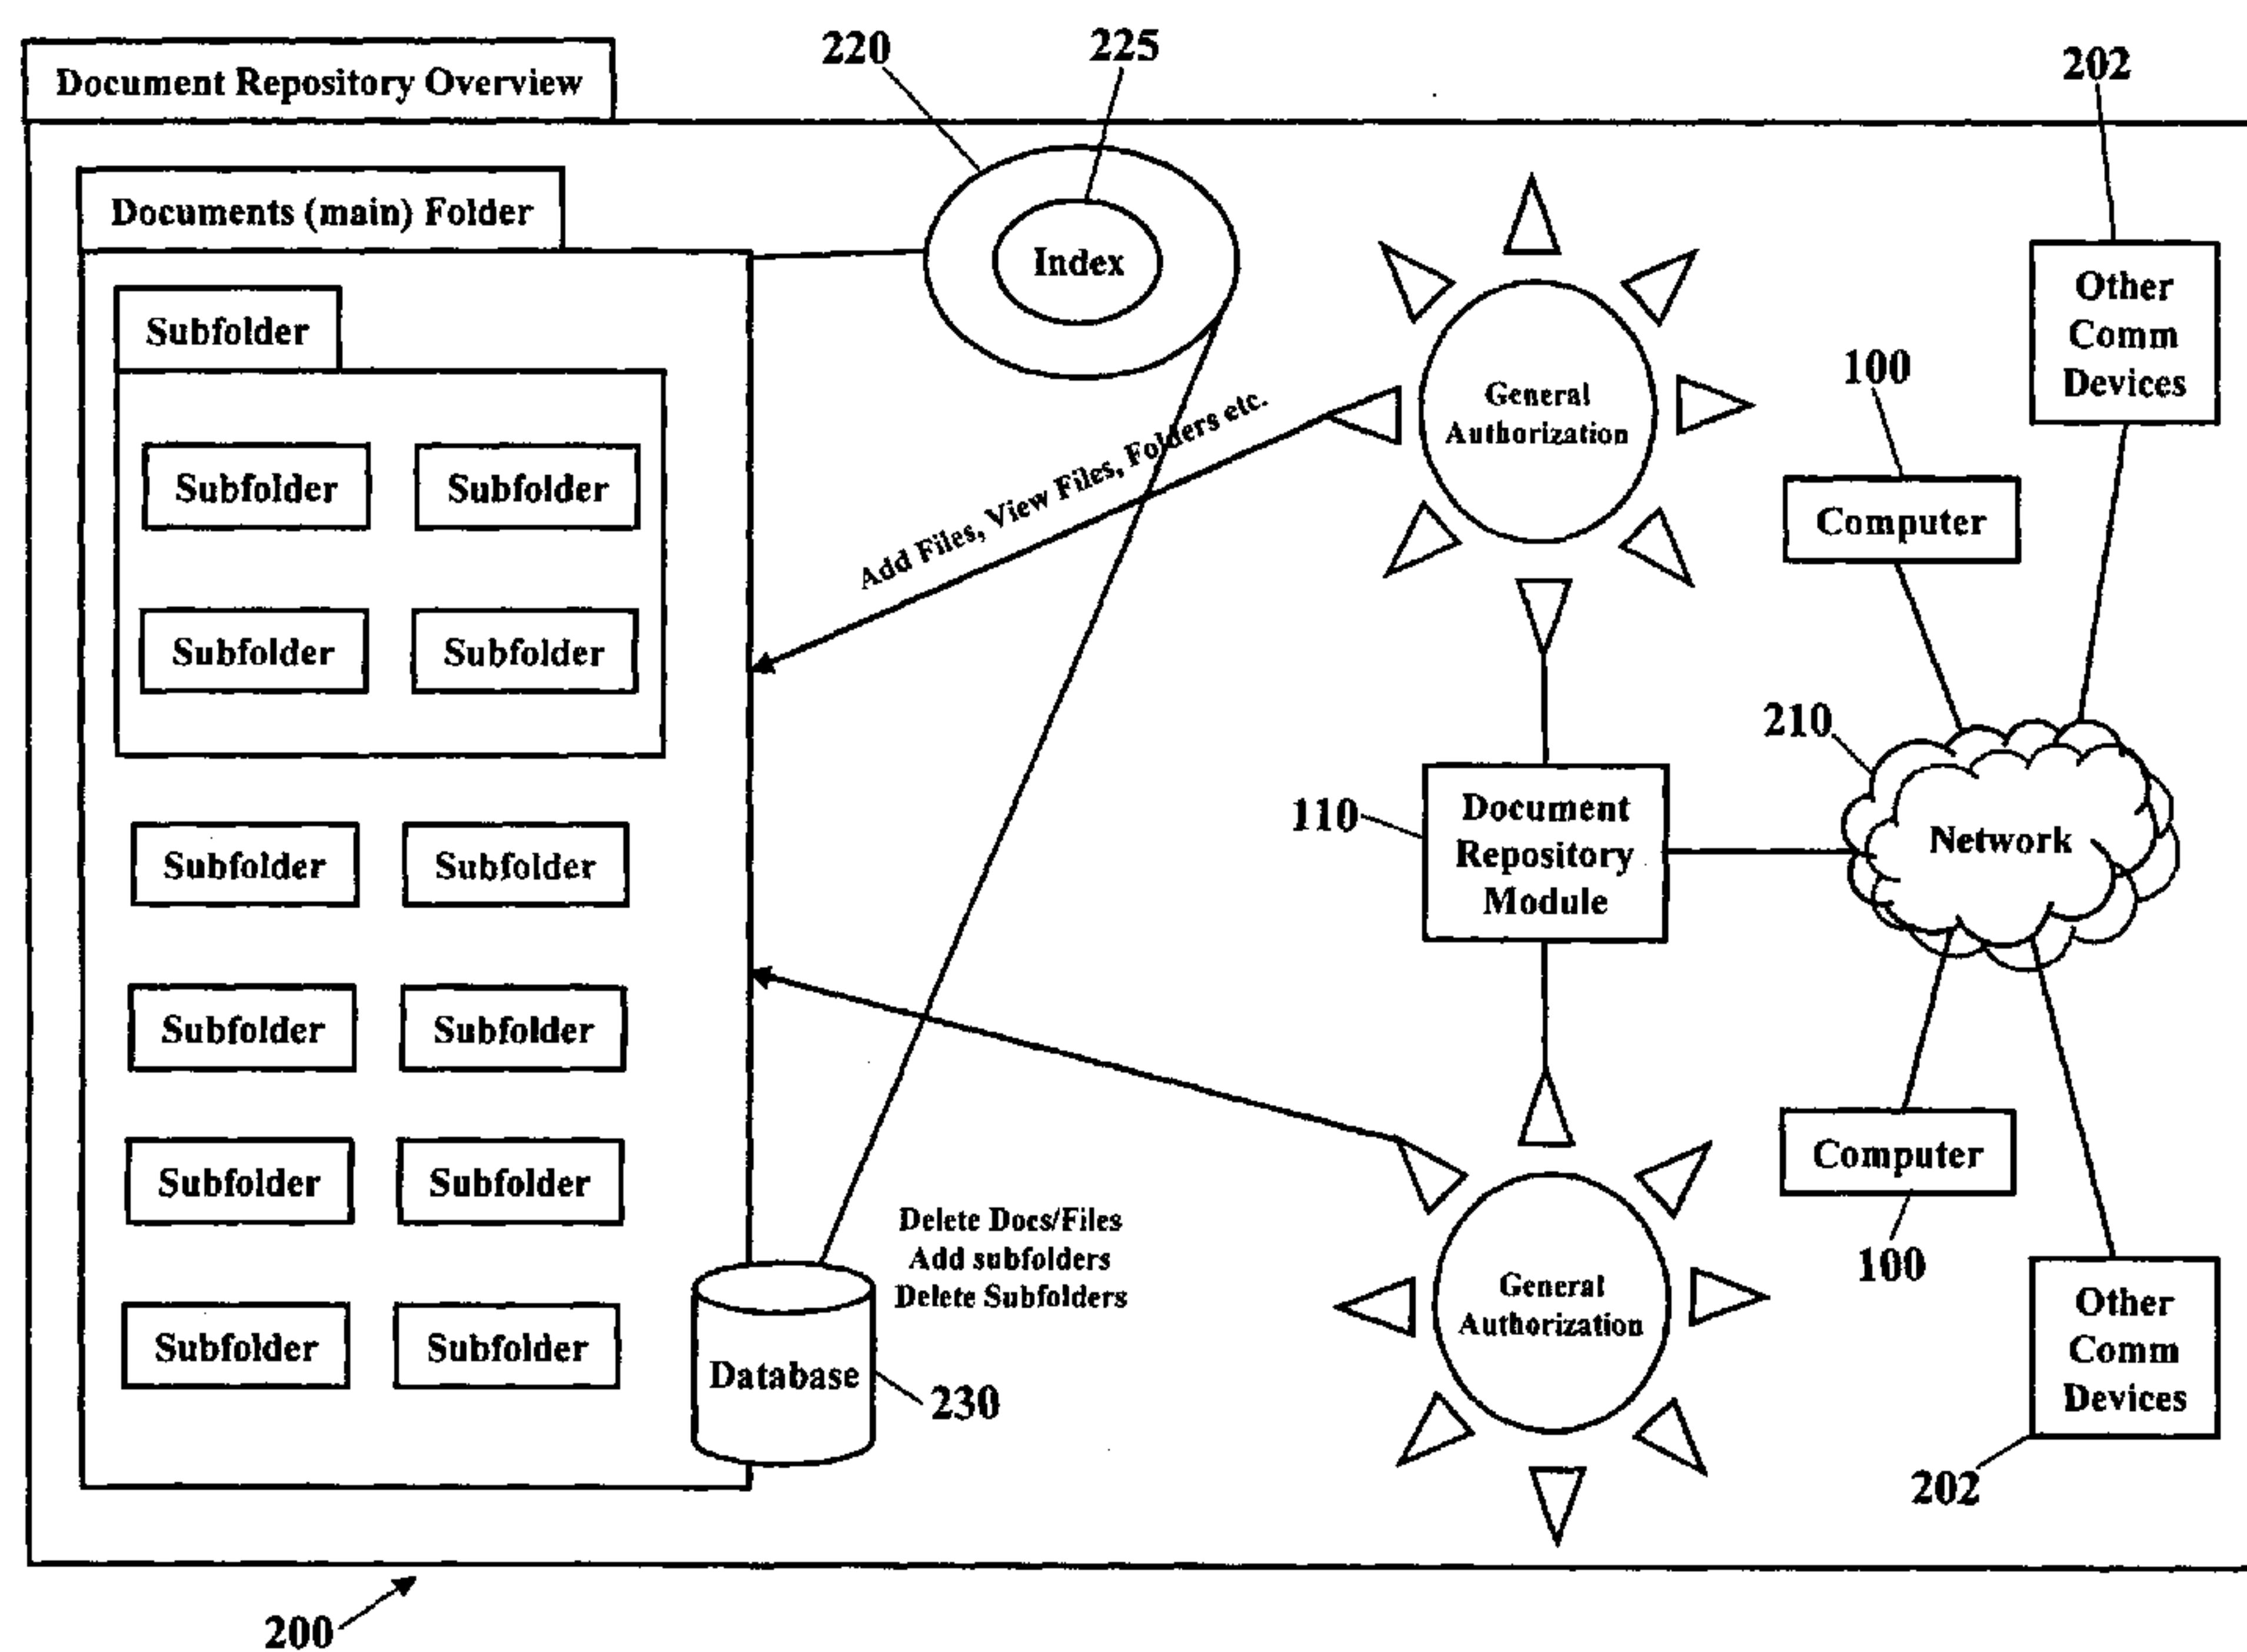 220
225
202
Document Repository Overview
Documents (main) Folder
Index
Subfolder
Other
Comm
Devices
100
General
Authorization
Add Files, View Files, Folders etc.
Subfolder Subfolder
Computer
Subfolder Subfolder
210
110
Document
Repository
Module
Network
Subfolder Subfolder
Subfolder Subfolder
Subfolder Subfolder
Computer
Delete Docs/Files
Add subfolders
Delete Subfolders
100
General
Authorization
Other
Comm
Devices
Subfolder Subfolder
Database
230
202
200